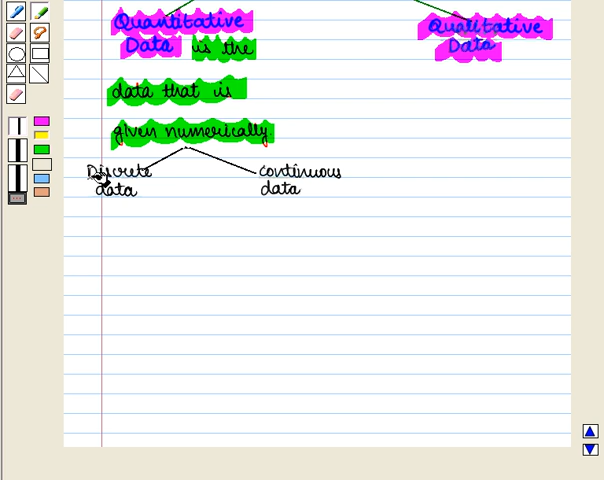 Quantitative
Data is the
data that is
given numerically.
Discrete
data
continuous
data
Qualitative
Data